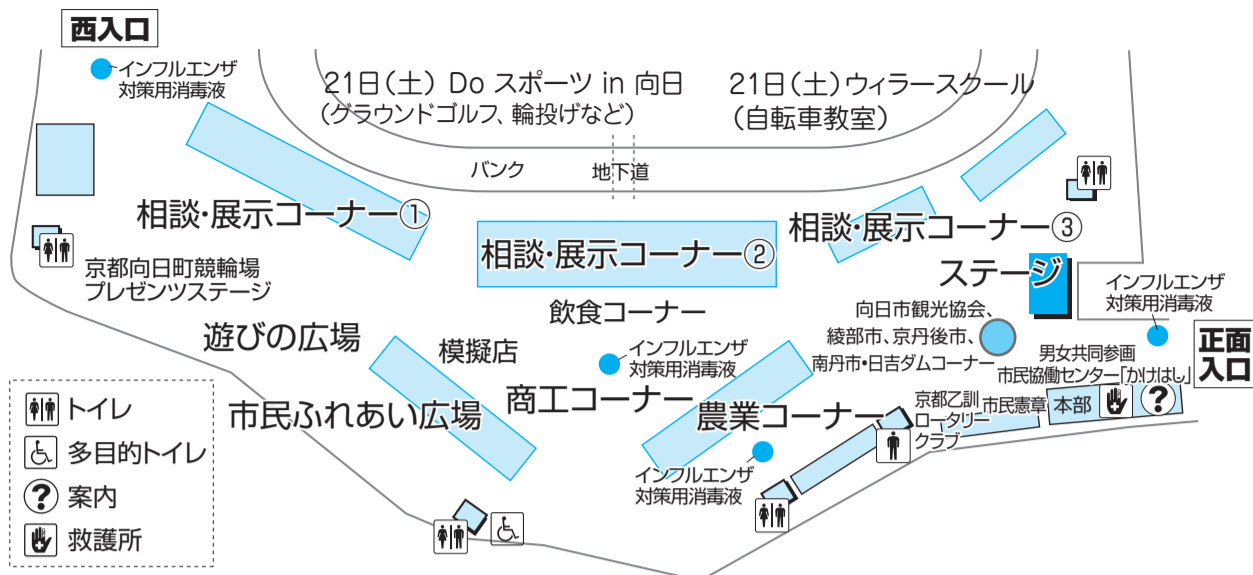 西入口
インフルエンザ
対策用消毒液
21日(土) Do スポーツ in 向日
(グラウンドゴルフ、輪投げなど)
21日(土)ウィラースクール
(自転車教室)
バンク
地下道
相談・展示コーナー①
相談・展示コーナー②
相談・展示コーナー③
京都向日町競輪場
プレゼンツステージ
ステージ
インフルエンザ
対策用消毒液
飲食コーナー
向日市観光協会、
綾部市、京丹後市、
南丹市・日吉ダムコーナー
正面
入口
遊びの広場
模擬店
インフルエンザ
対策用消毒液
男女共同参画
市民協働センター「かけはし」
市民ふれあい広場
商工コーナー
農業コーナー
京都乙訓
ロータリー
クラブ
市民憲章
本部
?
インフルエンザ
対策用消毒液
トイレ
多目的トイレ
? 案内
救護所